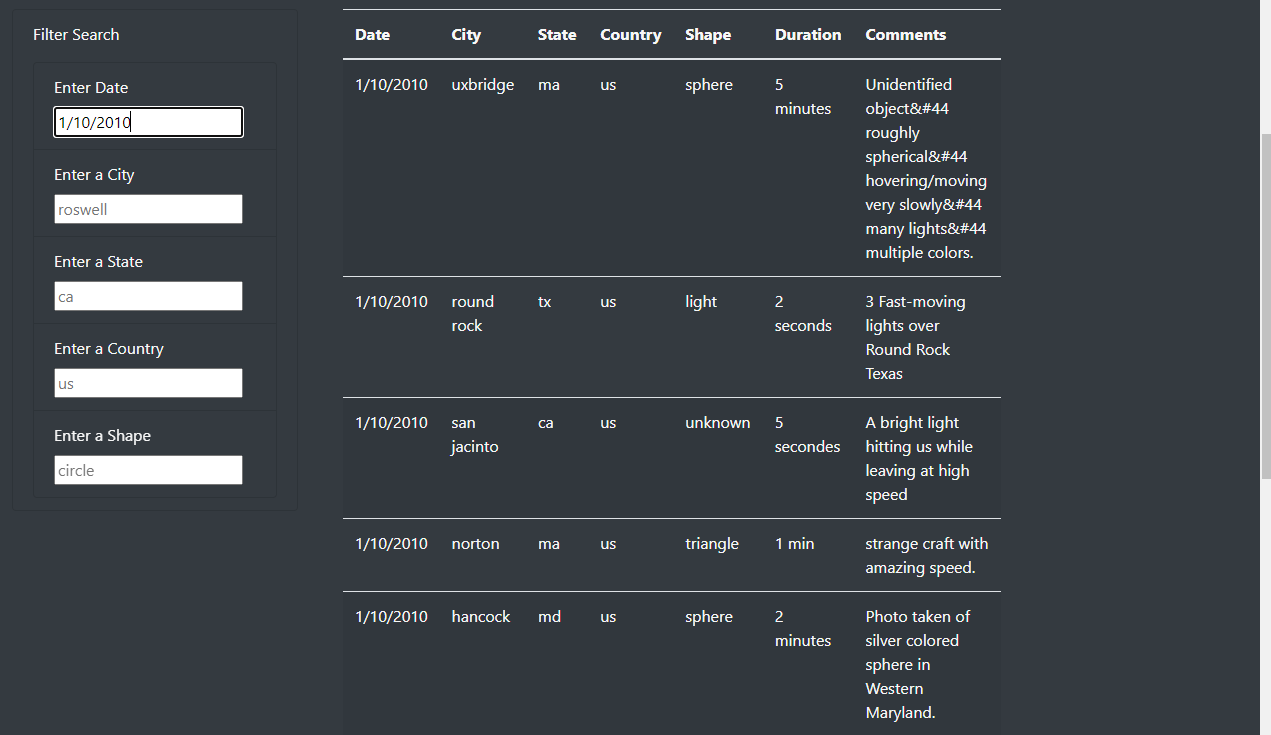 Filter Search
Enter Date
1/10/2010
Enter a City
roswell
Enter a State
ca
Enter a Country
us
Enter a Shape
circle
Date City State Country Shape Duration Comments
1/10/2010 uxbridge ma us sphere 5 Unidentified
minutes object&#44
roughly
spherical&#44
hovering/moving
very slowly&#44
many lights&#44
multiple colors.
1/10/2010 round tx us light 2 3 Fast-moving
rock seconds lights over
Round Rock
Texas
1/10/2010 san ca us unknown 5 A bright light
jacinto secondes hitting us while
leaving at high
speed
1/10/2010 norton ma us triangle 1 min strange craft with
amazing speed.
1/10/2010 hancock md us sphere 2 Photo taken of
minutes silver colored
sphere in
Western
Maryland.